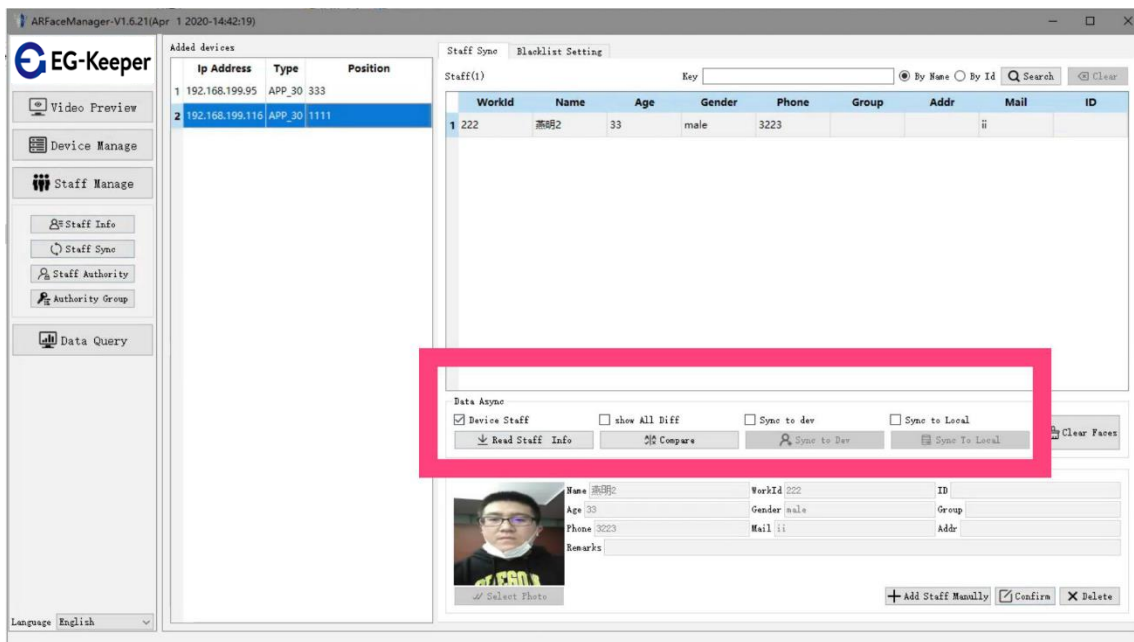 ARFaceManager-V1.6.21(Apr 1 2020-14:42:19)
EG-Keeper
Video Preview
Device Manage
Staff Manage
Staff Info
Staff Sync
Staff Authority
Authority Group
Data Query
Language English
Added devices
Ip Address Type Position
1 192.168.199.95 APP_30 333
2 192.168.199.116 APP_30 1111
Staff Sync Blacklist Setting
Staff(1) Key By Name By Id Search Clear
WorkId Name Age Gender Phone Group Addr Mail ID
1 222 燕明2 33 male 3223 ii
Data Async
Device Staff show All Diff Sync to dev Sync to Local
Read Staff Info Compare Sync to Dev Sync To Local Clear Faces
Name 燕明2 WorkId 222 ID
Age 33 Gender male Group
Phone 3223 Mail ii Addr
Remarks
Select Photo
Add Staff Manully Confirm Delete